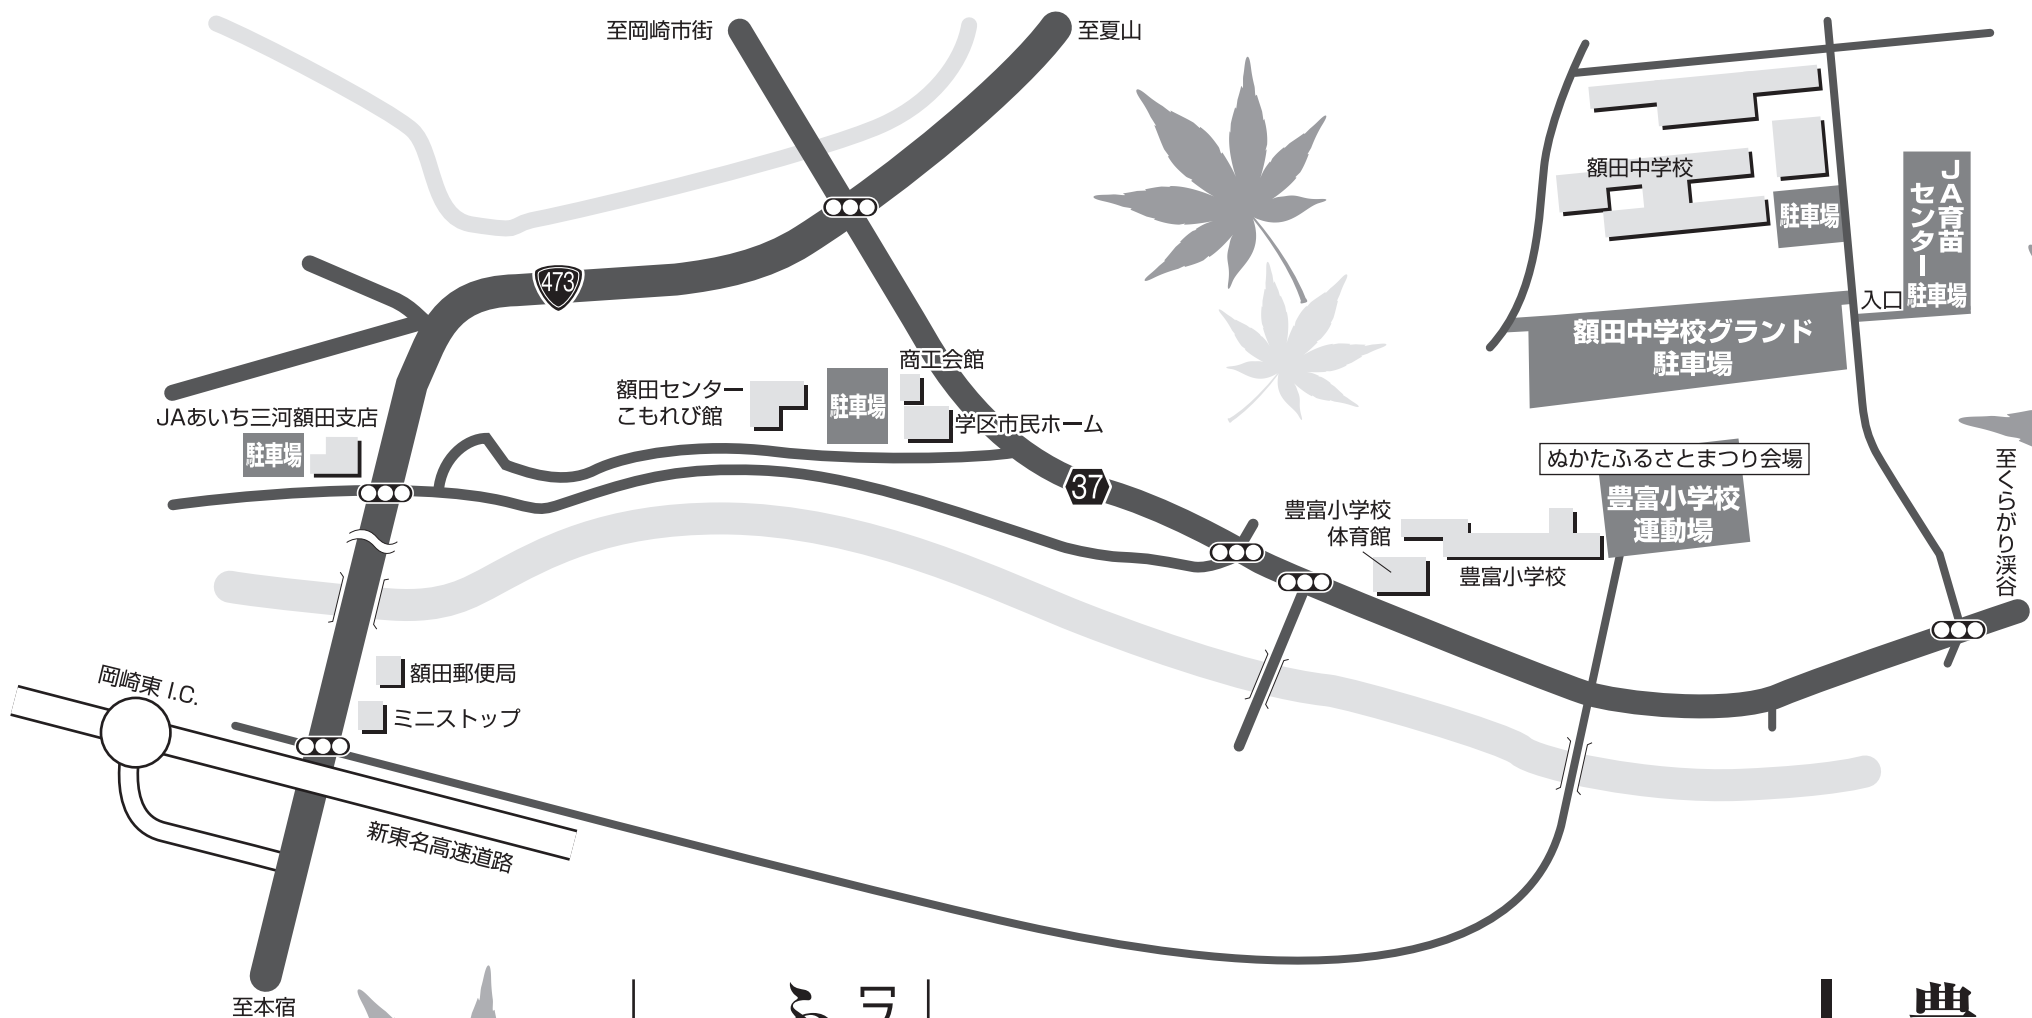 至岡崎市街
至夏山
額田中学校
駐車場
JA育苗
センター
駐車場
入口
473
額田中学校グランド
駐車場
商工会館
額田センター
こもれび館
駐車場
学区市民ホーム
JAあいち三河額田支店
駐車場
ぬかたふるさとまつり会場
豊富小学校
運動場
至くらがり渓谷
37
豊富小学校
体育館
豊富小学校
額田郵便局
岡崎東 I.C.
ミニストップ
新東名高速道路
至本宿